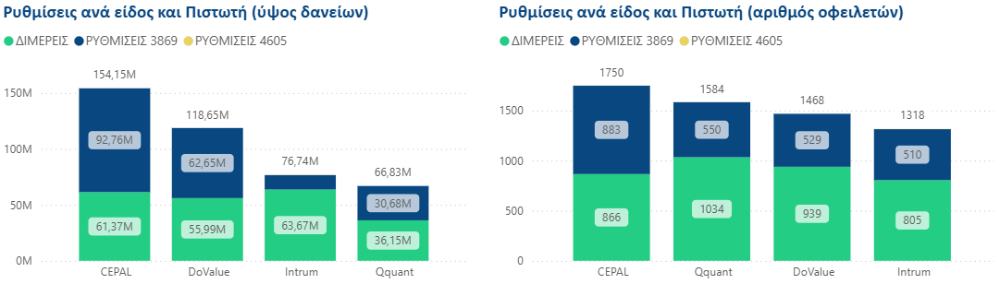 Ρυθμίσεις ανά είδος και Πιστωτή (ύψος δανείων)
ΔΙΜΕΡΕΙΣ ΡΥΘΜΙΣΕΙΣ 3869 ΡΥΘΜΙΣΕΙΣ 4605
154,15M
150M
118,65M
92,76M
100M
62,65M
76,74M
66,83M
30,68M
50M
61,37M
55,99M
63,67M
36,15M
0M
CEPAL DoValue Intrum Qquant
Ρυθμίσεις ανά είδος και Πιστωτή (αριθμός οφειλετών)
ΔΙΜΕΡΕΙΣ ΡΥΘΜΙΣΕΙΣ 3869 ΡΥΘΜΙΣΕΙΣ 4605
1750
1584
1468
1318
1500
883
550
529
510
1000
866
1034
939
805
500
0
CEPAL Qquant DoValue Intrum